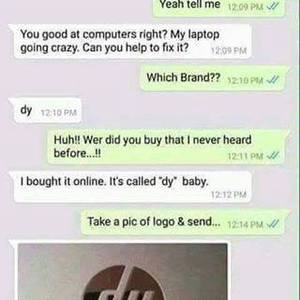 Yeah tell me 12:09 PM
You good at computers right? My laptop
going crazy. Can you help to fix it? 12:09 PM
Which Brand?? 12:10 PM
dy 12:10 PM
Huh!! Wer did you buy that I never heard
before...!! 12:11 PM
I bought it online. It's called "dy" baby.
12:12 PM
Take a pic of logo & send... 12:14 PM
dy